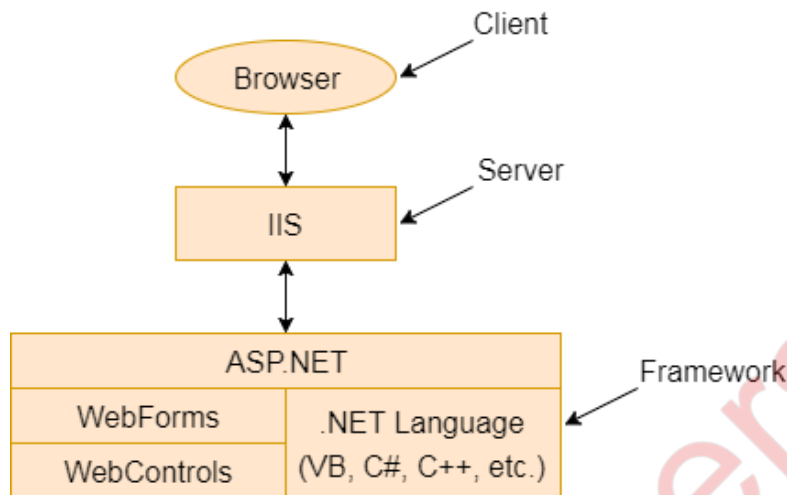 Client
Browser
Server
IIS
ASP.NET
Framework
WebForms
.NET Language
(VB, C#, C++, etc.)
WebControls